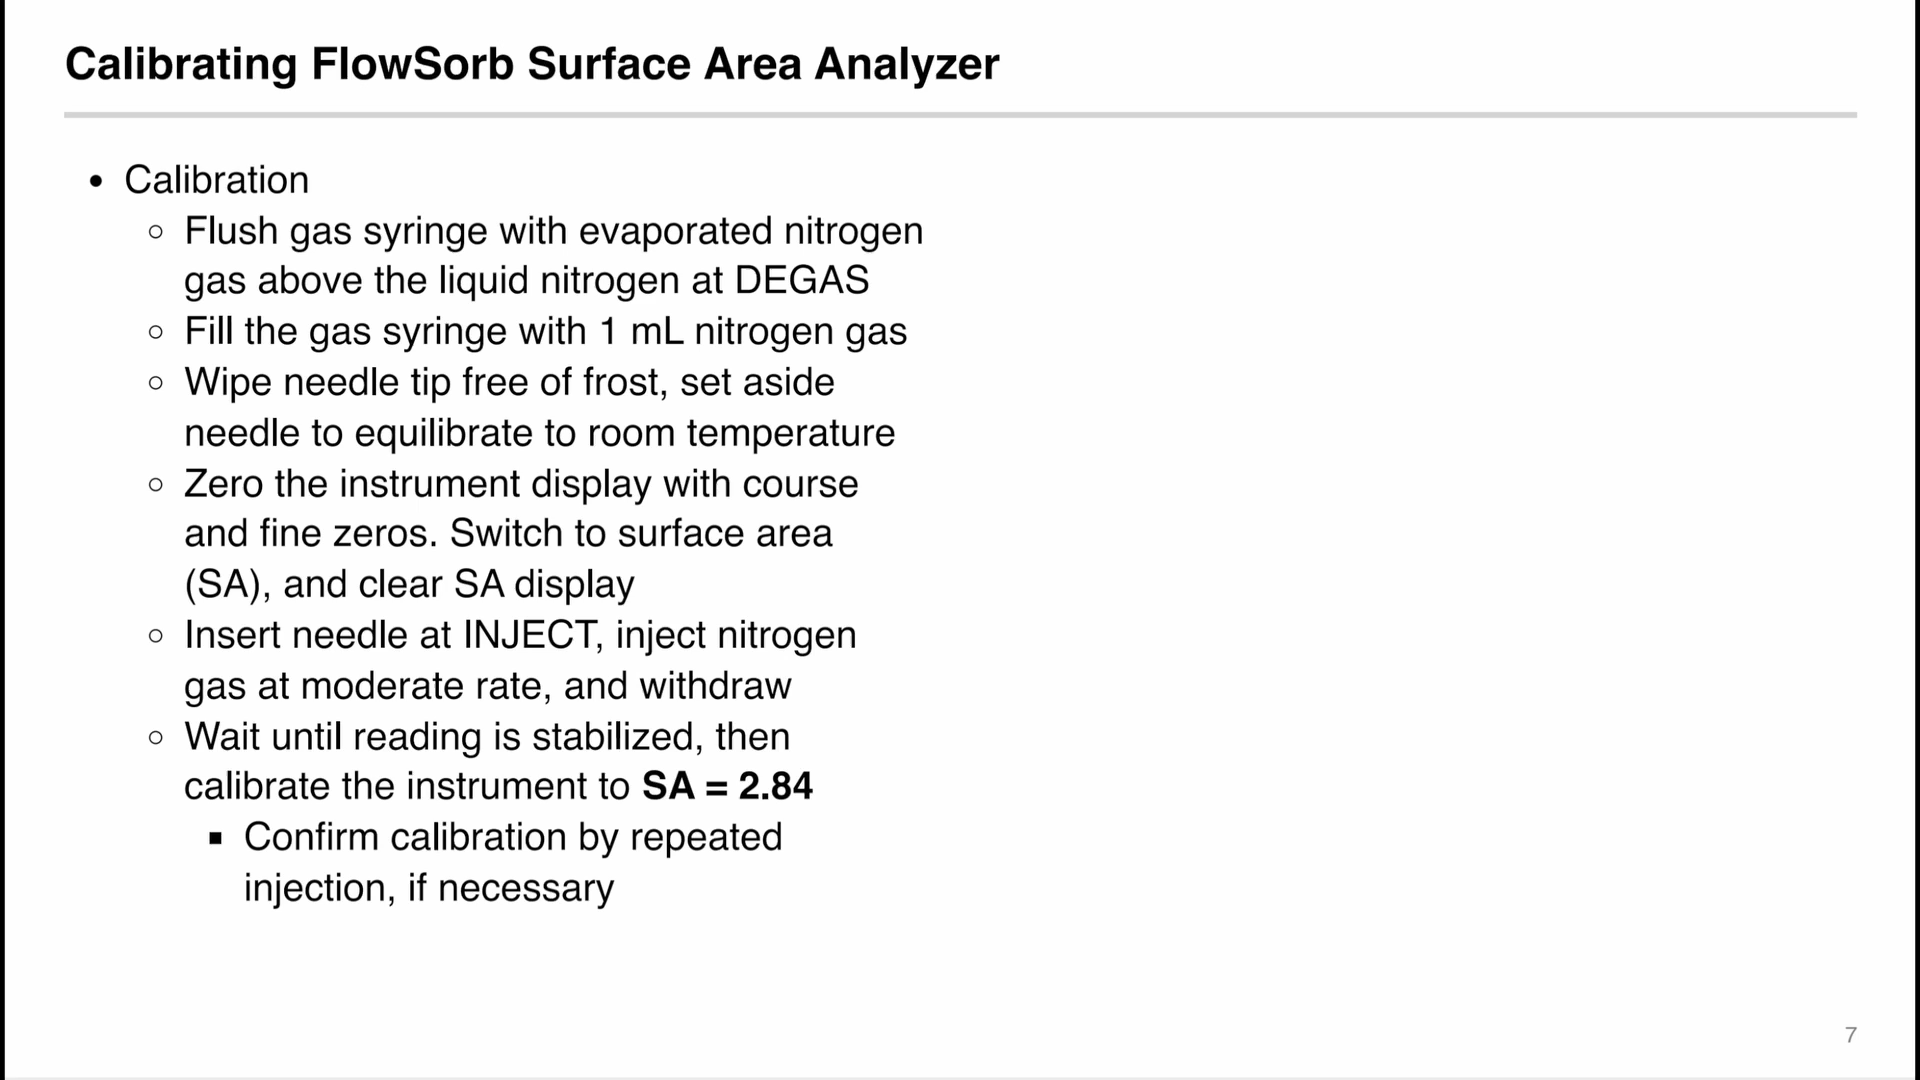 Calibrating FlowSorb Surface Area Analyzer
• Calibration
○ Flush gas syringe with evaporated nitrogen
gas above the liquid nitrogen at DEGAS
○ Fill the gas syringe with 1 mL nitrogen gas
○ Wipe needle tip free of frost, set aside
needle to equilibrate to room temperature
○ Zero the instrument display with course
and fine zeros. Switch to surface area
(SA), and clear SA display
○ Insert needle at INJECT, inject nitrogen
gas at moderate rate, and withdraw
○ Wait until reading is stabilized, then
calibrate the instrument to SA = 2.84
■ Confirm calibration by repeated
injection, if necessary
7